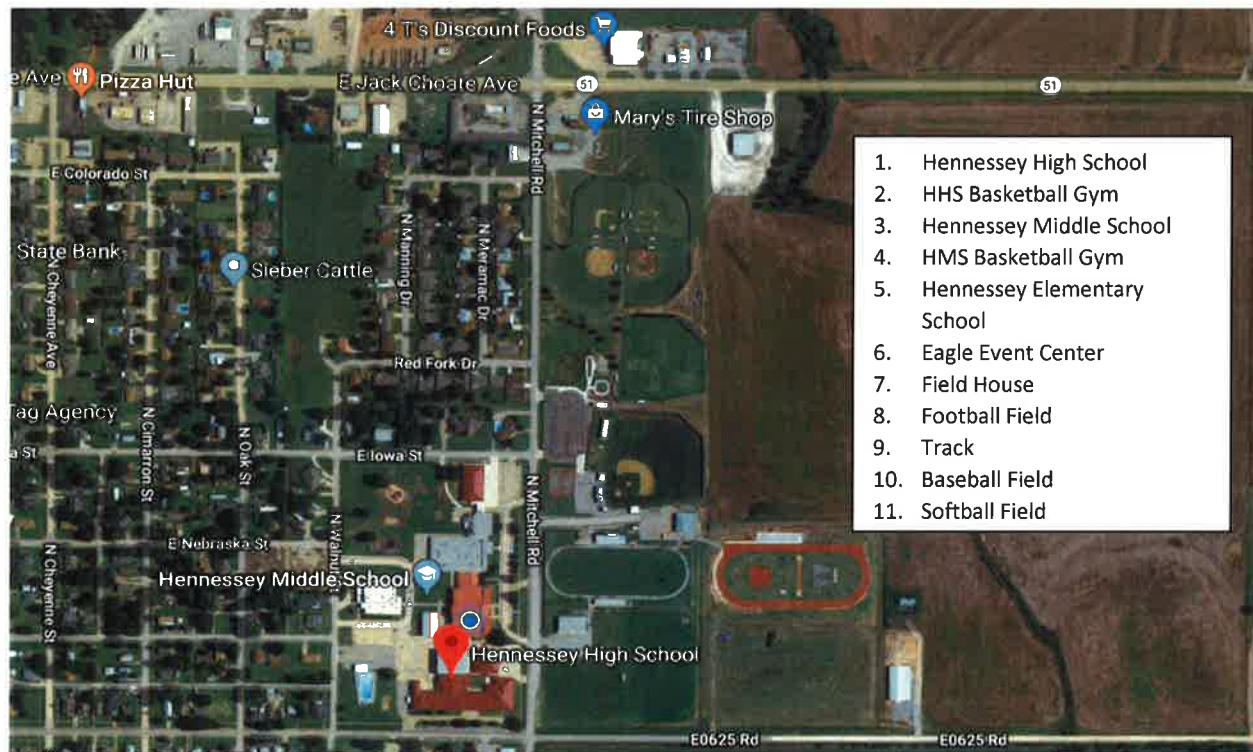 4 T's Discount Foods
e Ave
Pizza Hut
E Jack Choate Ave
51
51
N Mitchell Rd
Mary's Tire Shop
E Colorado St
State Bank
N Cheyenne Ave
Sieber Cattle
N Manning Dr
N Meramac Dr
Red Fork Dr
Tag Agency
N Cimarron St
N Oak St
a St
E Iowa St
N Mitchell Rd
N Walnut St
E Nebraska St
N Cheyenne St
Hennessey Middle School
Hennessey High School
E0625 Rd
E0625 Rd
1. Hennessey High School
2. HHS Basketball Gym
3. Hennessey Middle School
4. HMS Basketball Gym
5. Hennessey Elementary
School
6. Eagle Event Center
7. Field House
8. Football Field
9. Track
10. Baseball Field
11. Softball Field